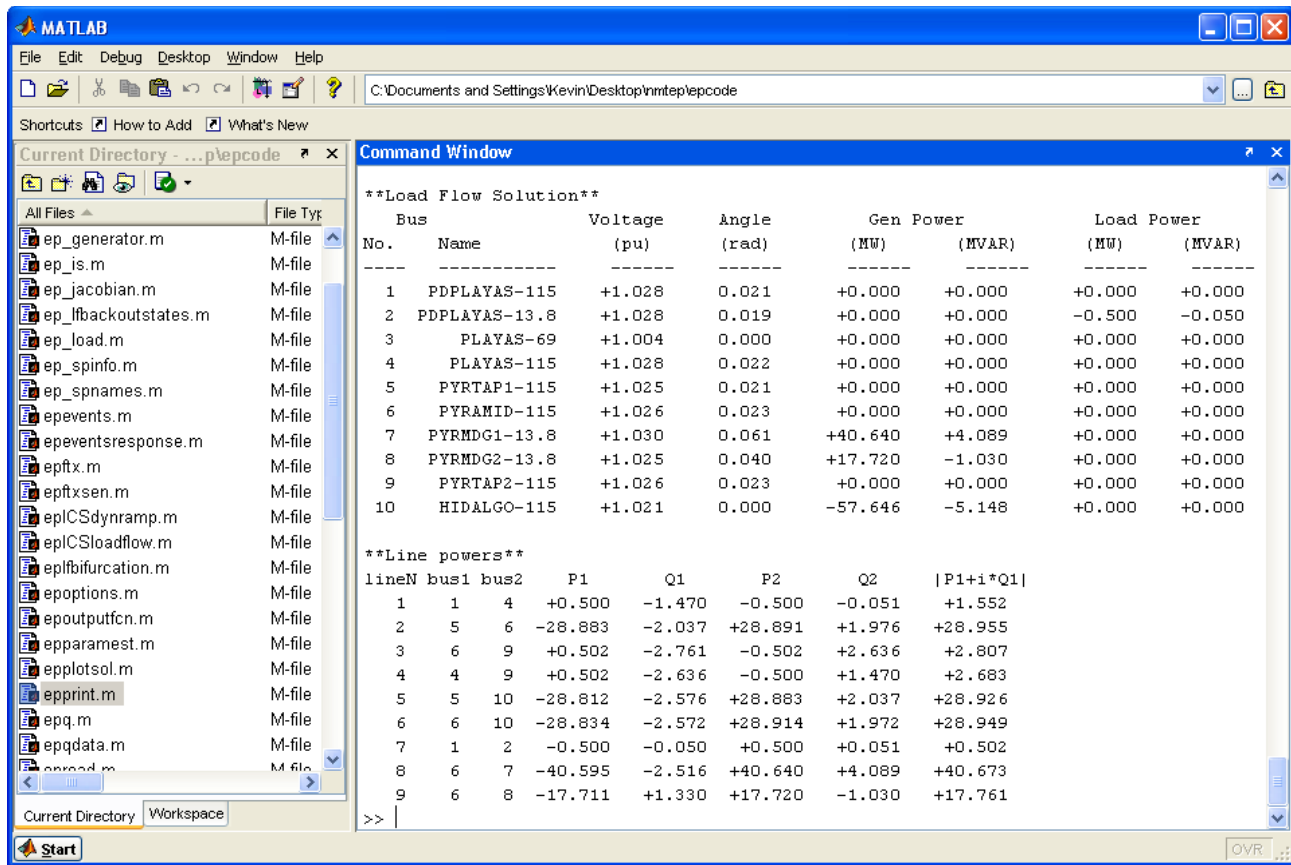 MATLAB
File Edit Debug Desktop Window Help
C:\Documents and Settings\Kevin\Desktop\nmtep\epcode
Shortcuts How to Add What's New
Current Directory - ...p\epcode
All Files File Typ
ep_generator.m M-file
ep_is.m M-file
ep_jacobian.m M-file
ep_lfbackoutstates.m M-file
ep_load.m M-file
ep_spinfo.m M-file
ep_spnames.m M-file
epevents.m M-file
epeventsresponse.m M-file
epftx.m M-file
epftxsen.m M-file
epICSdynramp.m M-file
epICSloadflow.m M-file
eplfbifurcation.m M-file
epoptions.m M-file
epoutputfcn.m M-file
epparamest.m M-file
epplotsol.m M-file
epprint.m M-file
epq.m M-file
epqdata.m M-file
Current Directory Workspace
Command Window
**Load Flow Solution**
Bus Voltage Angle Gen Power Load Power
No. Name (pu) (rad) (MW) (MVAR) (MW) (MVAR)
---- ----------- ------ ------ ------ ------ ------ ------
1 PDPLAYAS-115 +1.028 0.021 +0.000 +0.000 +0.000 +0.000
2 PDPLAYAS-13.8 +1.028 0.019 +0.000 +0.000 -0.500 -0.050
3 PLAYAS-69 +1.004 0.000 +0.000 +0.000 +0.000 +0.000
4 PLAYAS-115 +1.028 0.022 +0.000 +0.000 +0.000 +0.000
5 PYRTAP1-115 +1.025 0.021 +0.000 +0.000 +0.000 +0.000
6 PYRAMID-115 +1.026 0.023 +0.000 +0.000 +0.000 +0.000
7 PYRMDG1-13.8 +1.030 0.061 +40.640 +4.089 +0.000 +0.000
8 PYRMDG2-13.8 +1.025 0.040 +17.720 -1.030 +0.000 +0.000
9 PYRTAP2-115 +1.026 0.023 +0.000 +0.000 +0.000 +0.000
10 HIDALGO-115 +1.021 0.000 -57.646 -5.148 +0.000 +0.000
**Line powers**
lineN bus1 bus2 P1 Q1 P2 Q2 |P1+i*Q1|
1 1 4 +0.500 -1.470 -0.500 -0.051 +1.552
2 5 6 -28.883 -2.037 +28.891 +1.976 +28.955
3 6 9 +0.502 -2.761 -0.502 +2.636 +2.807
4 4 9 +0.502 -2.636 -0.500 +1.470 +2.683
5 5 10 -28.812 -2.576 +28.883 +2.037 +28.926
6 6 10 -28.834 -2.572 +28.914 +1.972 +28.949
7 1 2 -0.500 -0.050 +0.500 +0.051 +0.502
8 6 7 -40.595 -2.516 +40.640 +4.089 +40.673
9 6 8 -17.711 +1.330 +17.720 -1.030 +17.761
>>
Start
OVR